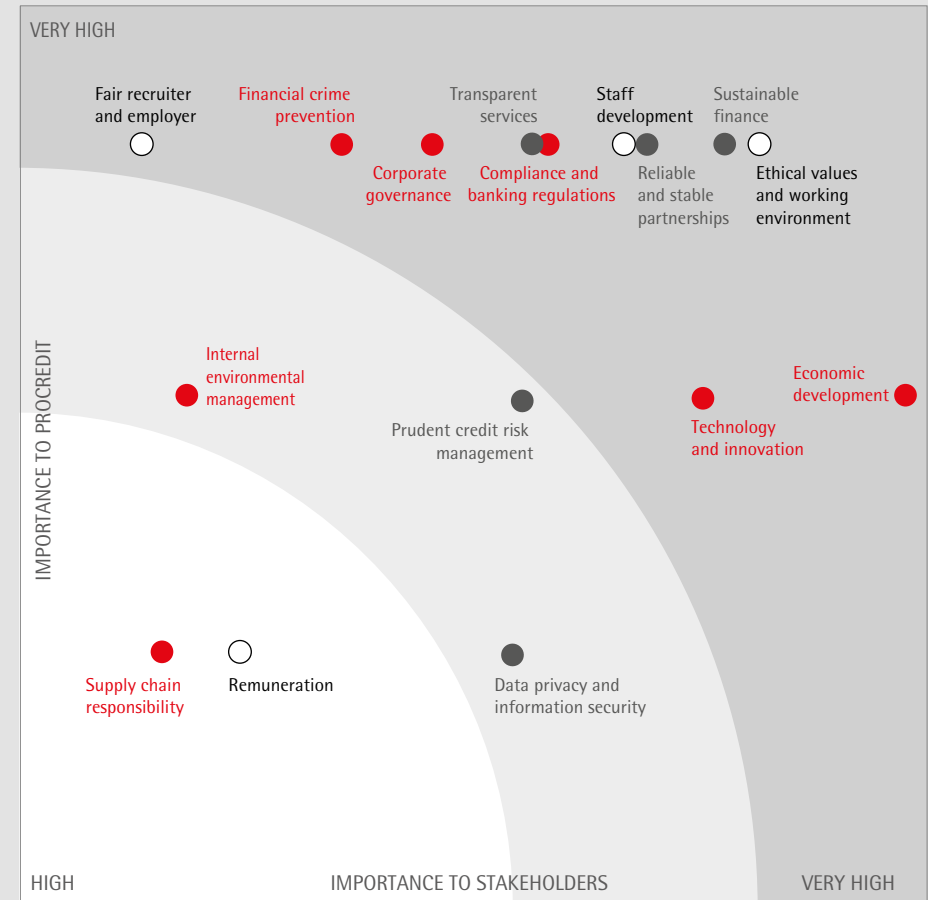 VERY HIGH
Fair recruiter
and employer
Financial crime
prevention
Transparent
services
Staff
development
Sustainable
finance
Corporate
governance
Compliance and
banking regulations
Reliable
and stable
partnerships
Ethical values
and working
environment
IMPORTANCE TO PROCREDIT
Internal
environmental
management
Prudent credit risk
management
Economic
development
Technology
and innovation
Supply chain
responsibility
Remuneration
Data privacy and
information security
HIGH
IMPORTANCE TO STAKEHOLDERS
VERY HIGH